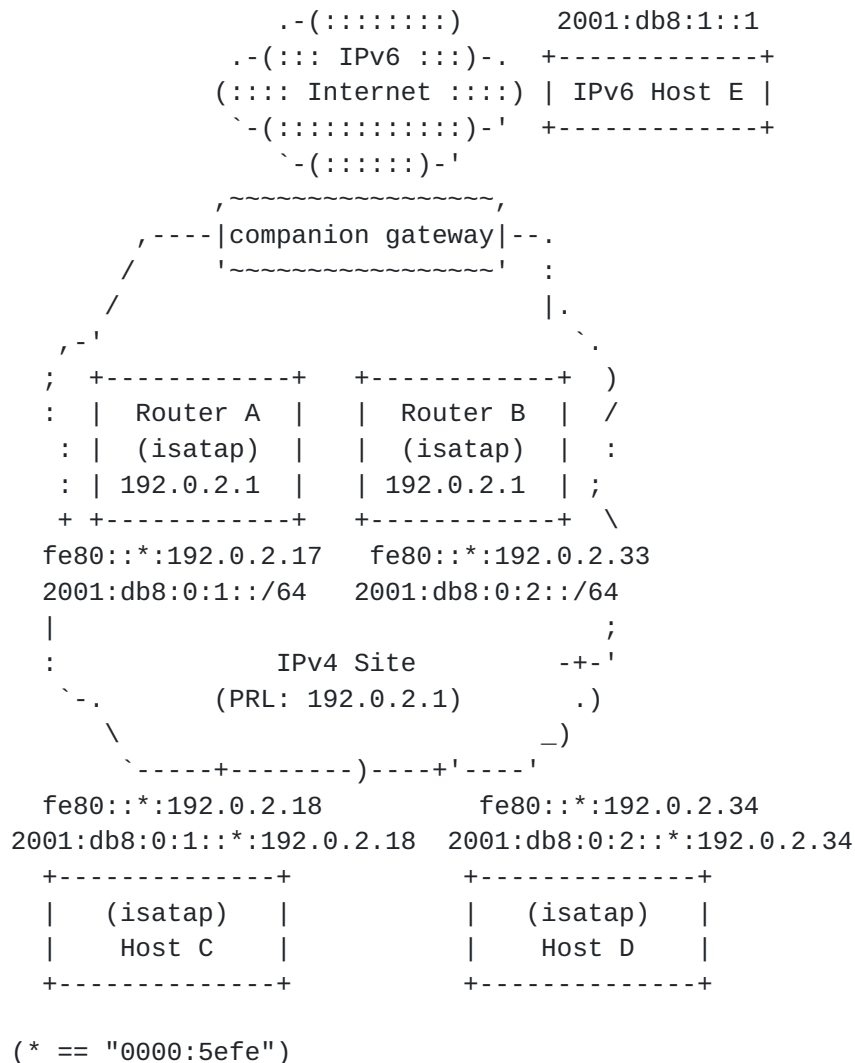 .-(::::::::)      2001:db8:1::1
.-(::: IPv6 :::)-.  +-------------+
(:::: Internet ::::) | IPv6 Host E |
`-(::::::::::::)-'  +-------------+
`-(::::::)-'
,~~~~~~~~~~~~~~~~~,
,----|companion gateway|--.
/     '~~~~~~~~~~~~~~~~~'  :
/                           |.
,-'                              `.
;  +------------+   +------------+  )
:  |  Router A  |   |  Router B  |  /
: |  (isatap)  |   |  (isatap)  |  :
: | 192.0.2.1  |   | 192.0.2.1  | ;
+ +------------+   +------------+  \
fe80::*:192.0.2.17   fe80::*:192.0.2.33
2001:db8:0:1::/64   2001:db8:0:2::/64
|                                   ;
:              IPv4 Site         -+-'
`-.       (PRL: 192.0.2.1)       .)
\                           _)
`-----+--------)----+'----'
fe80::*:192.0.2.18          fe80::*:192.0.2.34
2001:db8:0:1::*:192.0.2.18  2001:db8:0:2::*:192.0.2.34
+--------------+           +--------------+
|   (isatap)   |           |   (isatap)   |
|    Host C    |           |    Host D    |
+--------------+           +--------------+
(* == "0000:5efe")